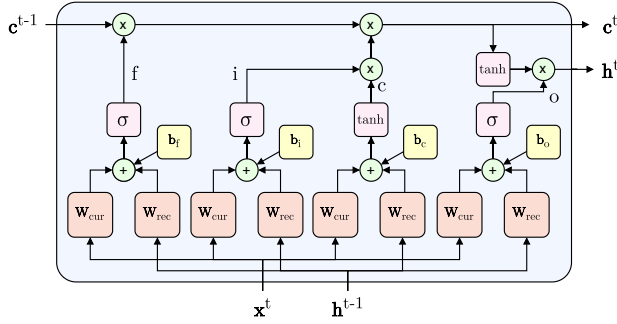 c^t-1 x x c^t
f i x c tanh x h^t
o
σ σ tanh σ
b_f b_i b_c b_o
+ + + +
W_cur W_rec W_cur W_rec W_cur W_rec W_cur W_rec
x^t h^t-1